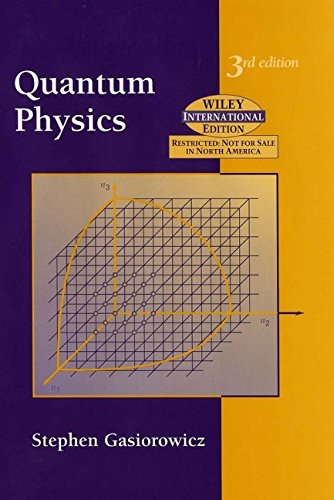 3rd edition
Quantum
Physics
WILEY
INTERNATIONAL
EDITION
RESTRICTED: NOT FOR SALE
IN NORTH AMERICA
n3
n2
n1
Stephen Gasiorowicz